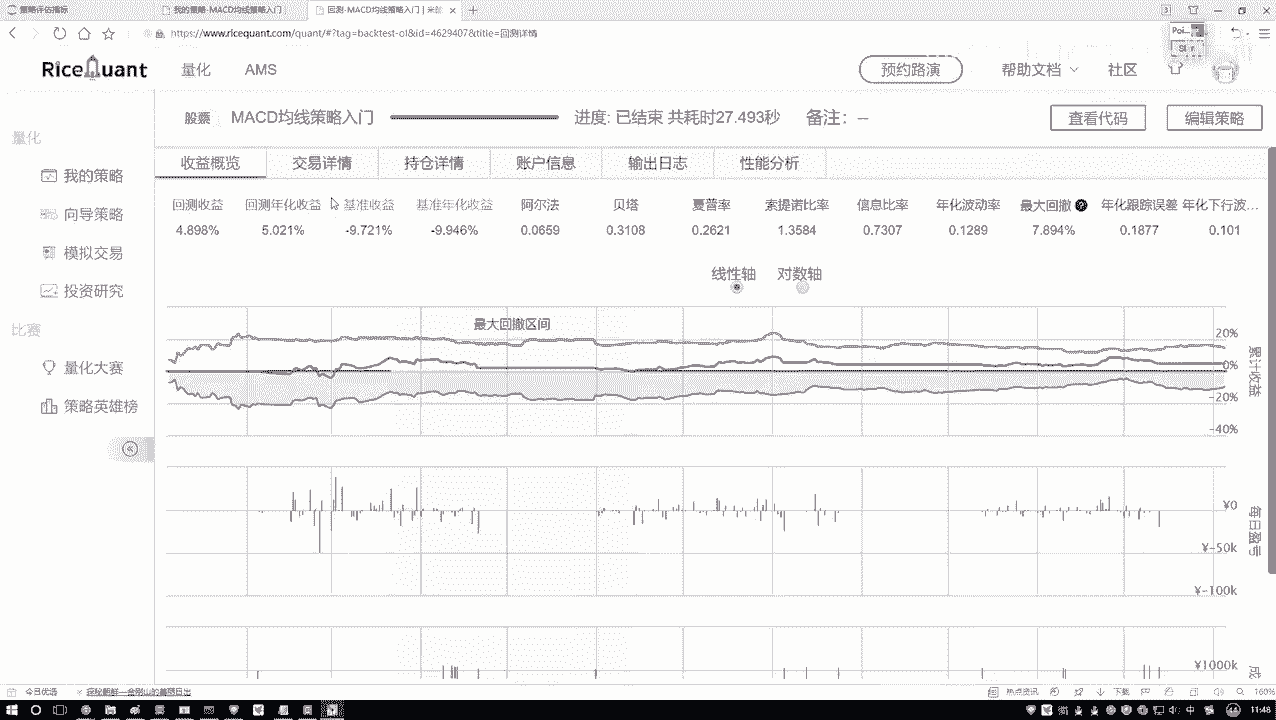 策略评估指标
我的策略-MACD均线策略入门
回测-MACD均线策略入门 | 米筐
https://www.ricequant.com/quant/#?tag=backtest-ol&id=4629407&title=回测详情
RiceQuant
量化
AMS
预约路演
帮助文档
社区
量化
我的策略
向导策略
模拟交易
投资研究
比赛
量化大赛
策略英雄榜
股票
MACD均线策略入门
进度: 已结束 共耗时27.493秒
备注: --
查看代码
编辑策略
收益概览
交易详情
持仓详情
账户信息
输出日志
性能分析
回测收益 回测年化收益 基准收益 基准年化收益 阿尔法 贝塔 夏普率 索提诺比率 信息比率 年化波动率 最大回撤 年化跟踪误差 年化下行波...
4.898% 5.021% -9.721% -9.946% 0.0659 0.3108 0.2621 1.3584 0.7307 0.1289 7.894% 0.1877 0.101
线性轴 对数轴
最大回撤区间
20%
0%
-20%
-40%
累计收益
¥0
¥-50k
¥-100k
每日盈亏
¥1000k
今日优选
热点资讯
下载
160%
中
11:48